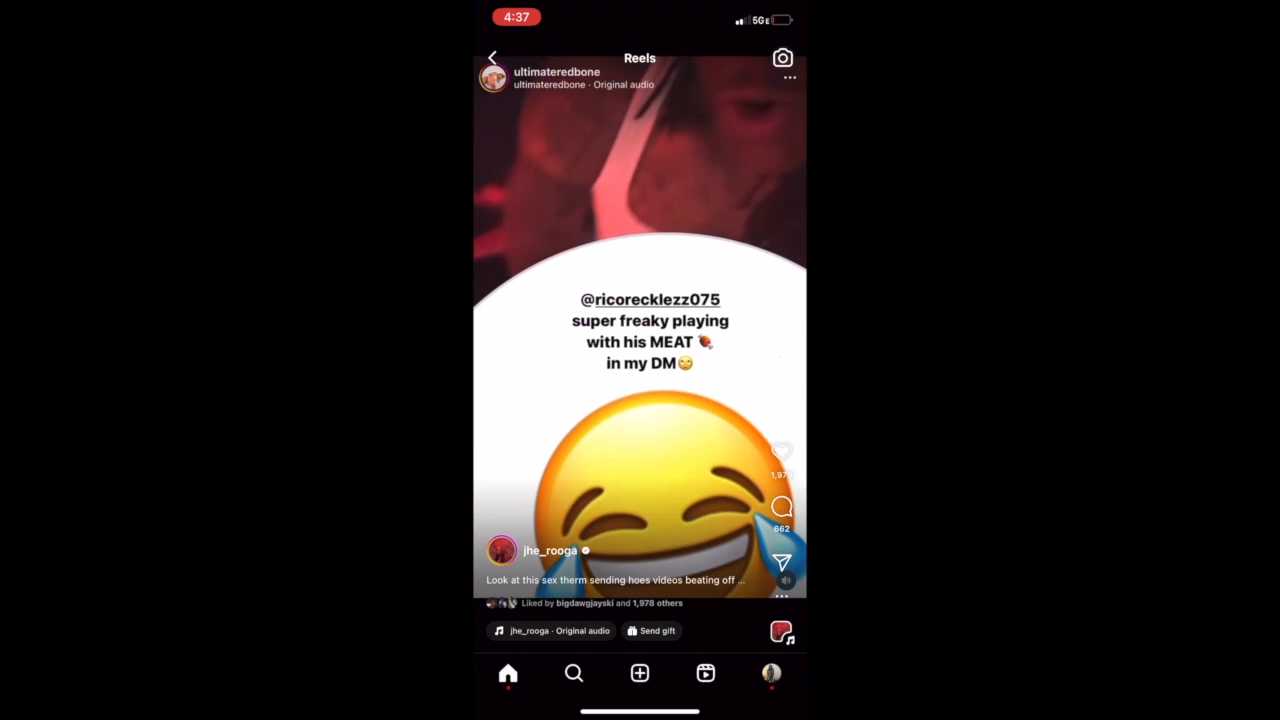 4:37
5GE
Reels
ultimateredbone
ultimateredbone · Original audio
@ricorecklezz075
super freaky playing
with his MEAT 🍖
in my DM🙄
662
jhe_rooga
Look at this sex therm sending hoes videos beating off ...
Liked by bigdawgjayski and 1,978 others
jhe_rooga · Original audio
Send gift